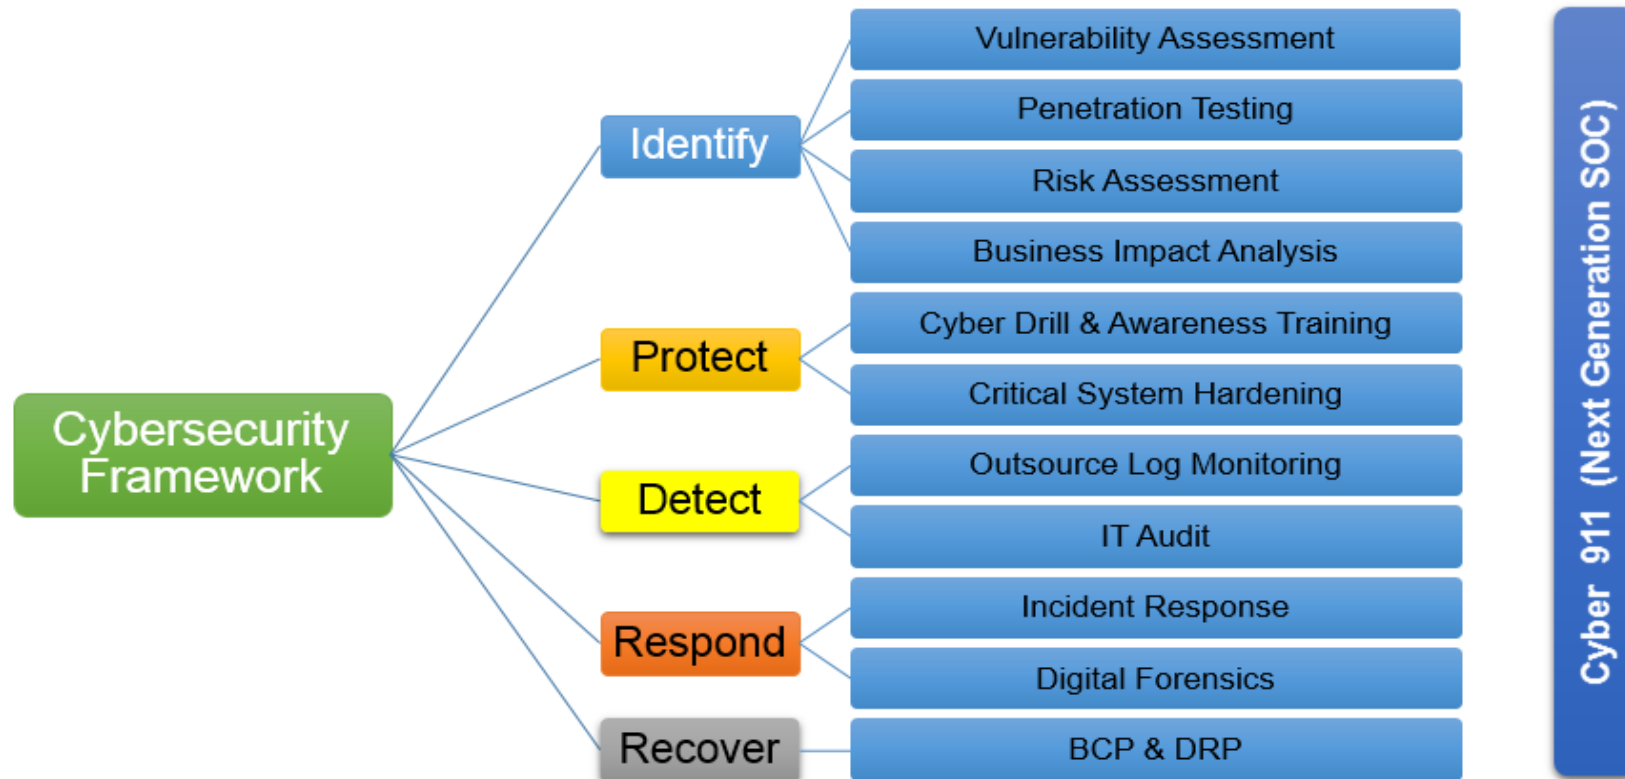 Cybersecurity
Framework
Identify
Vulnerability Assessment
Penetration Testing
Risk Assessment
Business Impact Analysis
Protect
Cyber Drill & Awareness Training
Critical System Hardening
Detect
Outsource Log Monitoring
IT Audit
Respond
Incident Response
Digital Forensics
Recover
BCP & DRP
Cyber 911 (Next Generation SOC)